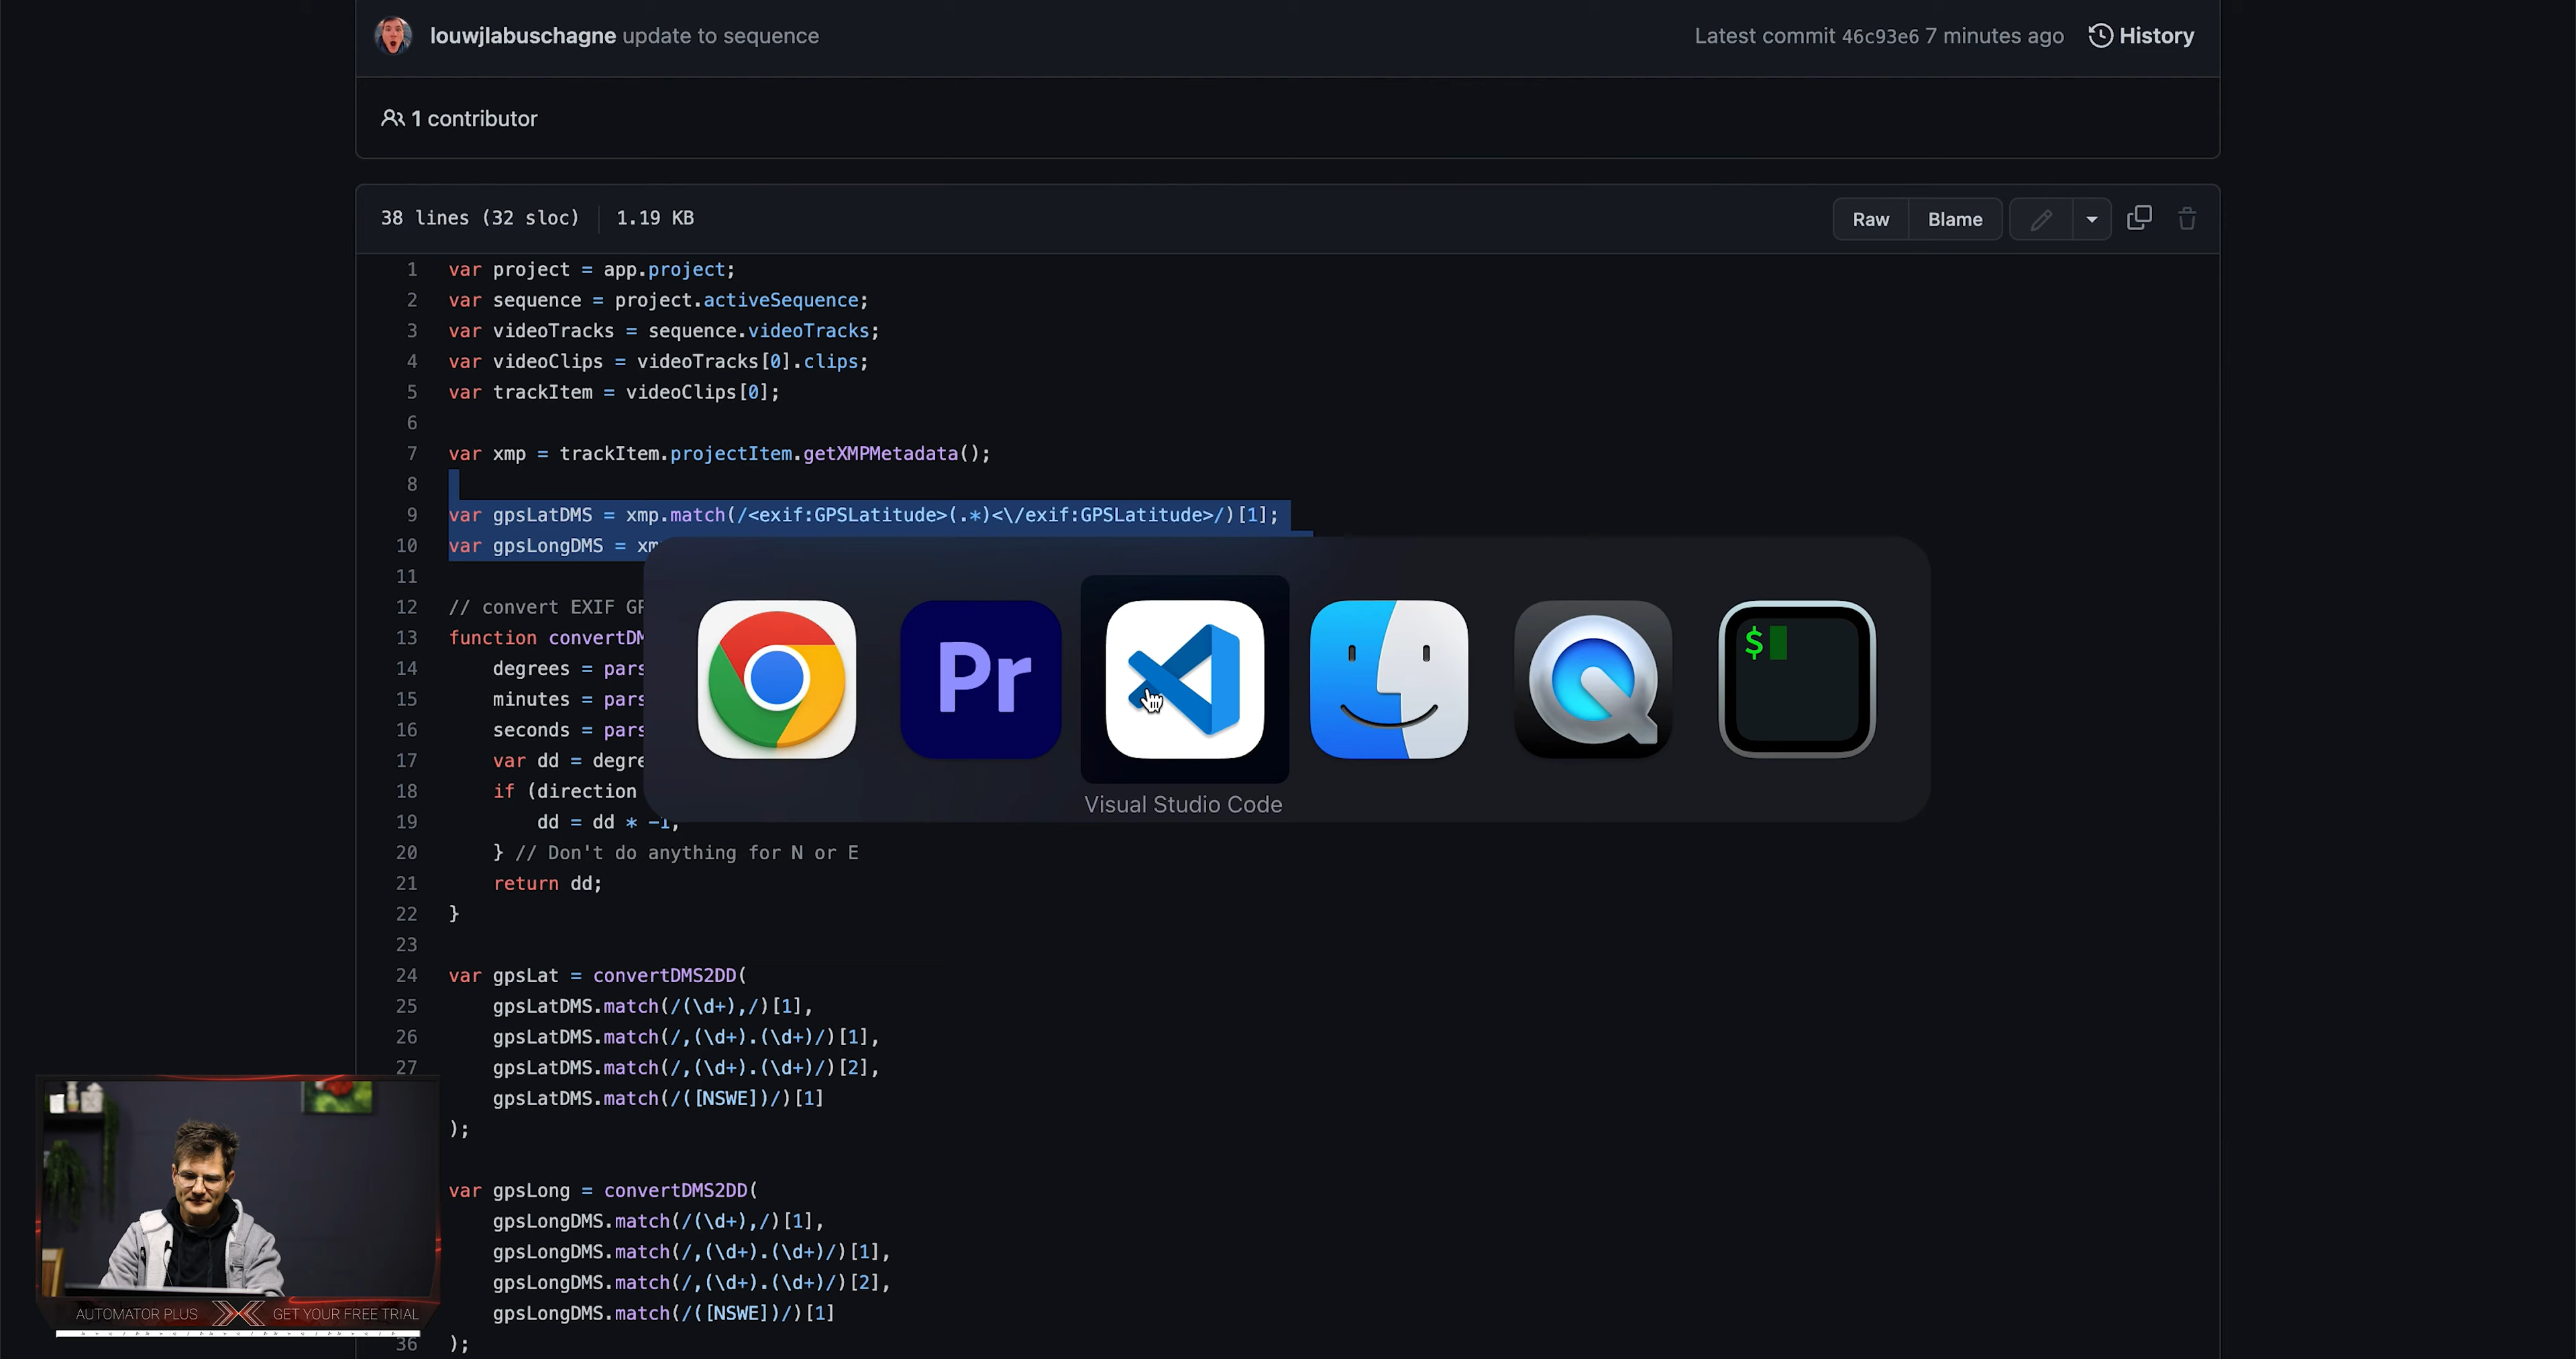 louwjlabuschagne update to sequence
Latest commit 46c93e6 7 minutes ago History
1 contributor
38 lines (32 sloc) 1.19 KB
Raw Blame
1 var project = app.project;
2 var sequence = project.activeSequence;
3 var videoTracks = sequence.videoTracks;
4 var videoClips = videoTracks[0].clips;
5 var trackItem = videoClips[0];
6
7 var xmp = trackItem.projectItem.getXMPMetadata();
8
9 var gpsLatDMS = xmp.match(/<exif:GPSLatitude>(.*)<\/exif:GPSLatitude>/)[1];
10 var gpsLongDMS = xm
11
12 // convert EXIF GP
13 function convertDM
14 degrees = pars
15 minutes = pars
16 seconds = pars
17 var dd = degre
18 if (direction
19 dd = dd * -1;
20 } // Don't do anything for N or E
21 return dd;
22 }
23
24 var gpsLat = convertDMS2DD(
25 gpsLatDMS.match(/(\d+),/)[1],
26 gpsLatDMS.match(/,(\d+).(\d+)/)[1],
27 gpsLatDMS.match(/,(\d+).(\d+)/)[2],
gpsLatDMS.match(/([NSWE])/)[1]
);
var gpsLong = convertDMS2DD(
gpsLongDMS.match(/(\d+),/)[1],
gpsLongDMS.match(/,(\d+).(\d+)/)[1],
gpsLongDMS.match(/,(\d+).(\d+)/)[2],
gpsLongDMS.match(/([NSWE])/)[1]
36 );
Pr
$
Visual Studio Code
AUTOMATOR PLUS GET YOUR FREE TRIAL